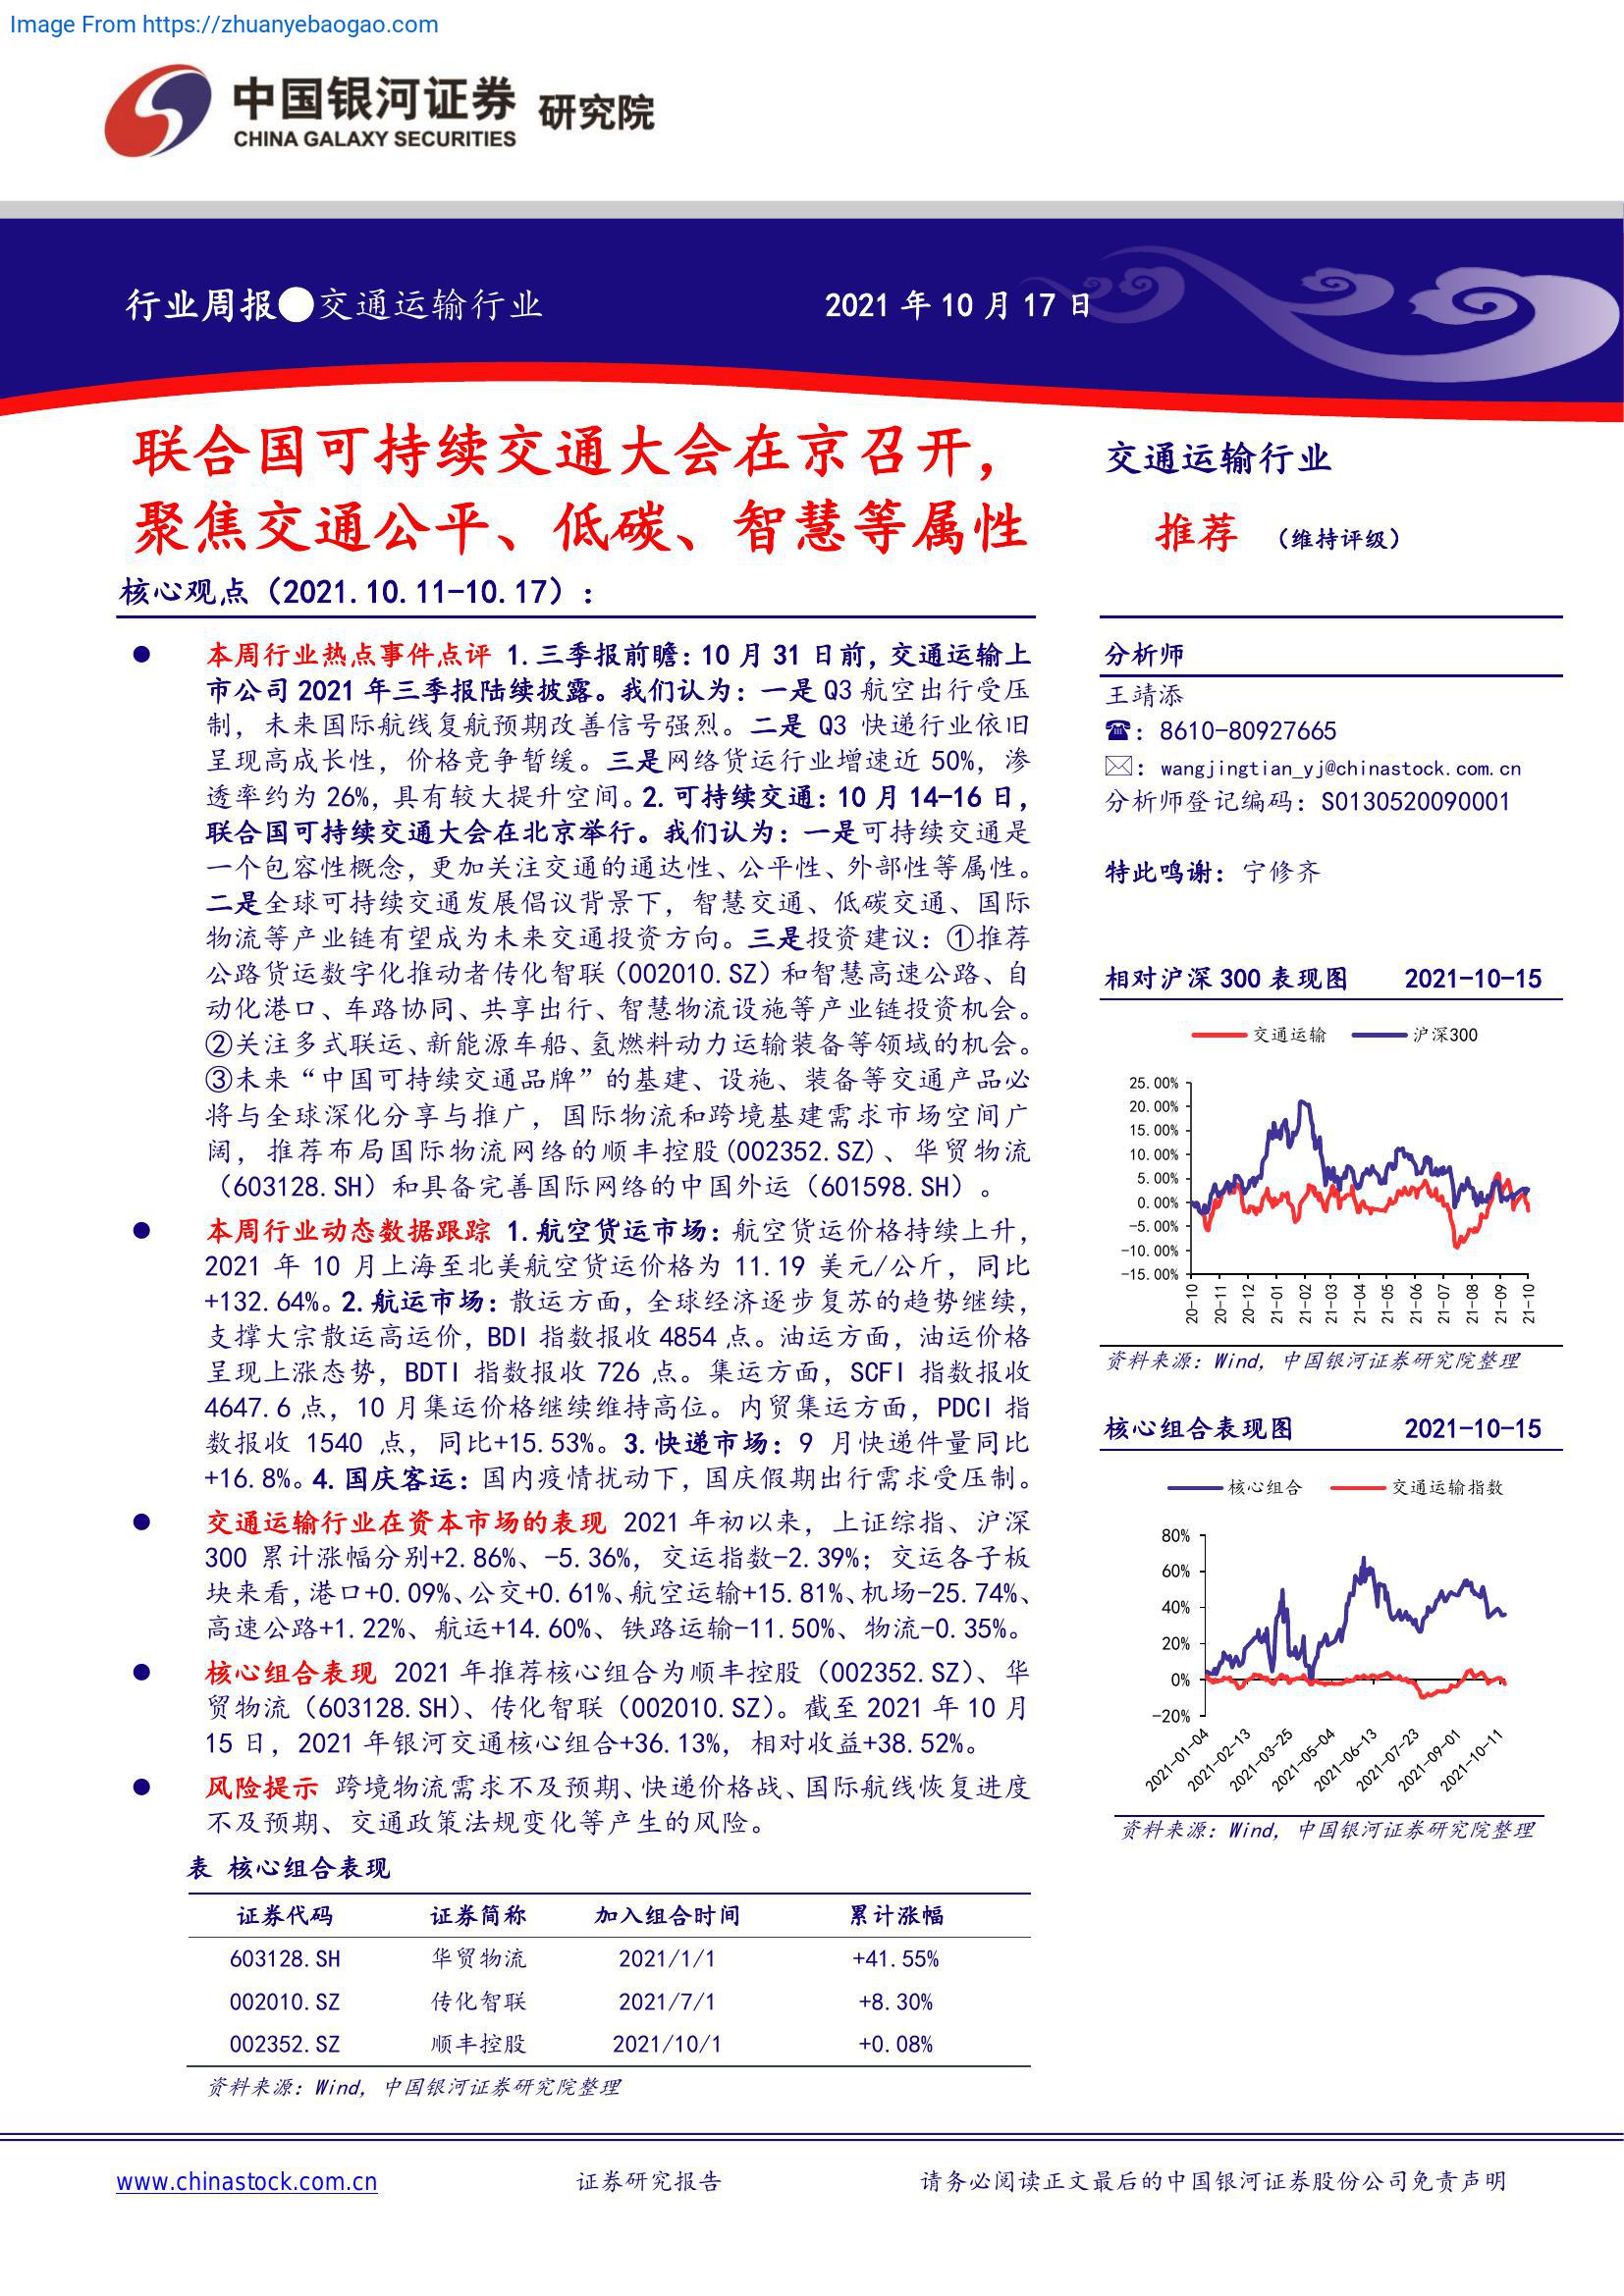 Image From https://zhuanyebaogao.com
中国银河证券 研究院
CHINA GALAXY SECURITIES
行业周报●交通运输行业 2021 年 10 月 17 日
联合国可持续交通大会在京召开，
聚焦交通公平、低碳、智慧等属性
核心观点（2021.10.11-10.17）：
● 本周行业热点事件点评 1.三季报前瞻：10 月 31 日前，交通运输上
市公司 2021 年三季报陆续披露。我们认为：一是 Q3 航空出行受压
制，未来国际航线复航预期改善信号强烈。二是 Q3 快递行业依旧
呈现高成长性，价格竞争暂缓。三是网络货运行业增速近 50%，渗
透率约为 26%，具有较大提升空间。2.可持续交通：10 月 14-16 日，
联合国可持续交通大会在北京举行。我们认为：一是可持续交通是
一个包容性概念，更加关注交通的通达性、公平性、外部性等属性。
二是全球可持续交通发展倡议背景下，智慧交通、低碳交通、国际
物流等产业链有望成为未来交通投资方向。三是投资建议：①推荐
公路货运数字化推动者传化智联（002010.SZ）和智慧高速公路、自
动化港口、车路协同、共享出行、智慧物流设施等产业链投资机会。
②关注多式联运、新能源车船、氢燃料动力运输装备等领域的机会。
③未来“中国可持续交通品牌”的基建、设施、装备等交通产品必
将与全球深化分享与推广，国际物流和跨境基建需求市场空间广
阔，推荐布局国际物流网络的顺丰控股(002352.SZ)、华贸物流
（603128.SH）和具备完善国际网络的中国外运（601598.SH）。
● 本周行业动态数据跟踪 1.航空货运市场：航空货运价格持续上升，
2021 年 10 月上海至北美航空货运价格为 11.19 美元/公斤，同比
+132.64%。2.航运市场：散运方面，全球经济逐步复苏的趋势继续，
支撑大宗散运高运价，BDI 指数报收 4854 点。油运方面，油运价格
呈现上涨态势，BDTI 指数报收 726 点。集运方面，SCFI 指数报收
4647.6 点，10 月集运价格继续维持高位。内贸集运方面，PDCI 指
数报收 1540 点，同比+15.53%。3.快递市场：9 月快递件量同比
+16.8%。4.国庆客运：国内疫情扰动下，国庆假期出行需求受压制。
● 交通运输行业在资本市场的表现 2021 年初以来，上证综指、沪深
300 累计涨幅分别+2.86%、-5.36%，交运指数-2.39%；交运各子板
块来看，港口+0.09%、公交+0.61%、航空运输+15.81%、机场-25.74%、
高速公路+1.22%、航运+14.60%、铁路运输-11.50%、物流-0.35%。
● 核心组合表现 2021 年推荐核心组合为顺丰控股（002352.SZ）、华
贸物流（603128.SH）、传化智联（002010.SZ）。截至 2021 年 10 月
15 日，2021 年银河交通核心组合+36.13%，相对收益+38.52%。
● 风险提示 跨境物流需求不及预期、快递价格战、国际航线恢复进度
不及预期、交通政策法规变化等产生的风险。
表 核心组合表现
证券代码 证券简称 加入组合时间 累计涨幅
603128.SH 华贸物流 2021/1/1 +41.55%
002010.SZ 传化智联 2021/7/1 +8.30%
002352.SZ 顺丰控股 2021/10/1 +0.08%
资料来源：Wind，中国银河证券研究院整理
交通运输行业
推荐 （维持评级）
分析师
王靖添
☎：8610-80927665
✉：wangjingtian_yj@chinastock.com.cn
分析师登记编码：S0130520090001
特此鸣谢：宁修齐
相对沪深 300 表现图 2021-10-15
交通运输 沪深300
25.00%
20.00%
15.00%
10.00%
5.00%
0.00%
-5.00%
-10.00%
-15.00%
20-10 20-11 20-12 21-01 21-02 21-03 21-04 21-05 21-06 21-07 21-08 21-09 21-10
资料来源：Wind，中国银河证券研究院整理
核心组合表现图 2021-10-15
核心组合 交通运输指数
80%
60%
40%
20%
0%
-20%
2021-01-04 2021-02-13 2021-03-25 2021-05-04 2021-06-13 2021-07-23 2021-09-01 2021-10-11
资料来源：Wind，中国银河证券研究院整理
www.chinastock.com.cn 证券研究报告 请务必阅读正文最后的中国银河证券股份公司免责声明